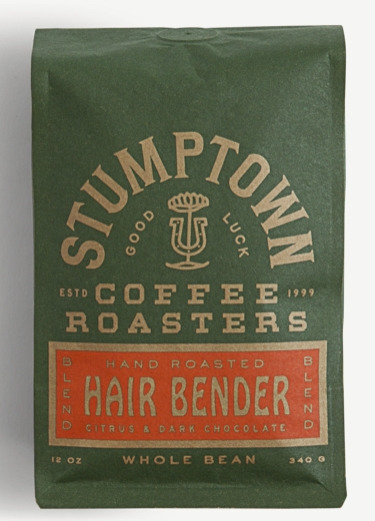 STUMPTOWN
GOOD LUCK
ESTD COFFEE 1999
ROASTERS
HAND ROASTED
BLEND HAIR BENDER BLEND
CITRUS & DARK CHOCOLATE
12 OZ WHOLE BEAN 340 G